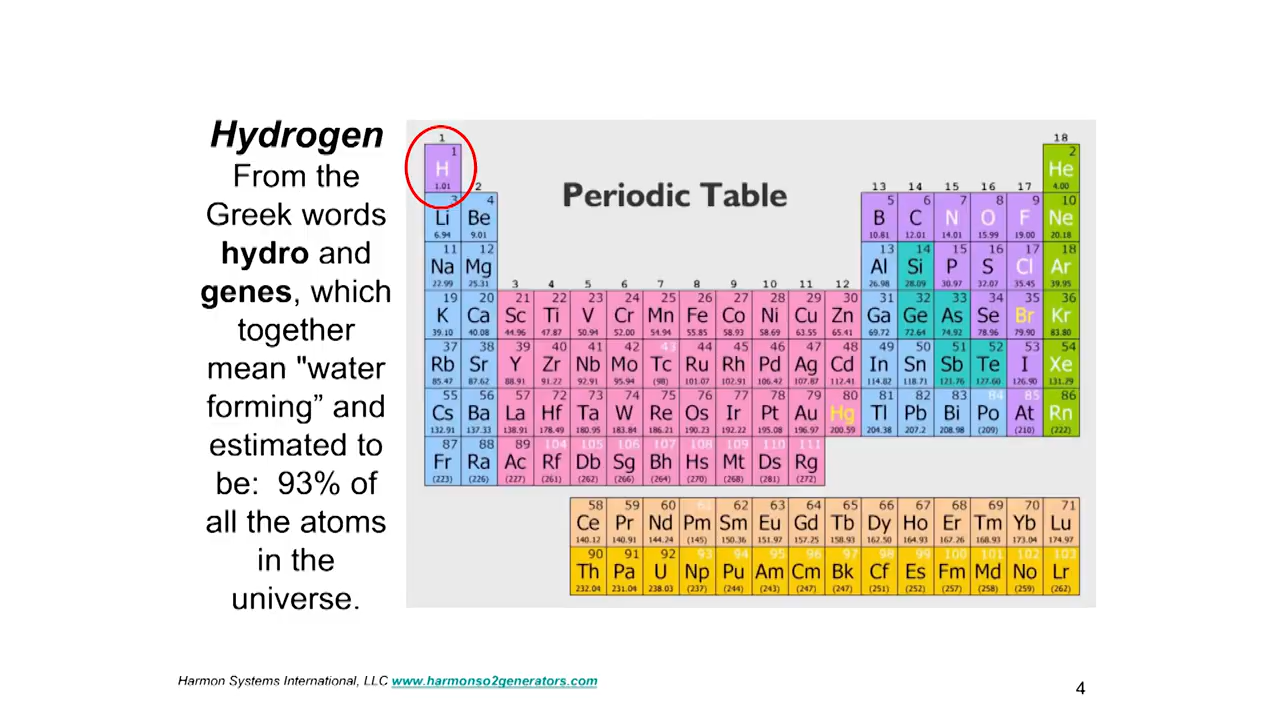 Hydrogen
From the
Greek words
hydro and
genes, which
together
mean "water
forming” and
estimated to
be: 93% of
all the atoms
in the
universe.
Periodic Table
1 18
1 2
H He
1.01 4.00
2 13 14 15 16 17
3 4 5 6 7 8 9 10
Li Be B C N O F Ne
6.94 9.01 10.81 12.01 14.01 15.99 19.00 20.18
11 12 13 14 15 16 17 18
Na Mg Al Si P S Cl Ar
22.99 25.31 26.98 28.09 30.97 32.07 35.45 39.95
3 4 5 6 7 8 9 10 11 12
19 20 21 22 23 24 25 26 27 28 29 30 31 32 33 34 35 36
K Ca Sc Ti V Cr Mn Fe Co Ni Cu Zn Ga Ge As Se Br Kr
39.10 40.08 44.96 47.87 50.94 52.00 54.94 55.85 58.93 58.69 63.55 65.41 69.72 72.64 74.92 78.96 79.90 83.80
37 38 39 40 41 42 43 44 45 46 47 48 49 50 51 52 53 54
Rb Sr Y Zr Nb Mo Tc Ru Rh Pd Ag Cd In Sn Sb Te I Xe
85.47 87.62 88.91 91.22 92.91 95.94 (98) 101.07 102.91 106.42 107.87 112.41 114.82 118.71 121.76 127.60 126.90 131.29
55 56 57 72 73 74 75 76 77 78 79 80 81 82 83 84 85 86
Cs Ba La Hf Ta W Re Os Ir Pt Au Hg Tl Pb Bi Po At Rn
132.91 137.33 138.91 178.49 180.95 183.84 186.21 190.23 192.22 195.08 196.97 200.59 204.38 207.2 208.98 (209) (210) (222)
87 88 89 104 105 106 107 108 109 110 111
Fr Ra Ac Rf Db Sg Bh Hs Mt Ds Rg
(223) (226) (227) (261) (262) (266) (264) (270) (268) (281) (272)
58 59 60 61 62 63 64 65 66 67 68 69 70 71
Ce Pr Nd Pm Sm Eu Gd Tb Dy Ho Er Tm Yb Lu
140.12 140.91 144.24 (145) 150.36 151.97 157.25 158.93 162.50 164.93 167.26 168.93 173.04 174.97
90 91 92 93 94 95 96 97 98 99 100 101 102 103
Th Pa U Np Pu Am Cm Bk Cf Es Fm Md No Lr
232.04 231.04 238.03 (237) (244) (243) (247) (247) (251) (252) (257) (258) (259) (262)
Harmon Systems International, LLC www.harmonso2generators.com
4